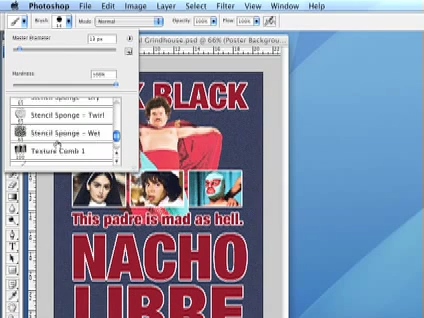 Photoshop File Edit Image Layer Select Filter View Window Help
Brush: Mode: Normal Opacity: 100% Flow: 100%
Grindhouse.psd @ 66% (Poster Backgrou
Master Diameter 13 px
Hardness 100%
Stencil Sponge - Dry
Stencil Sponge - Twirl
Stencil Sponge - Wet
Texture Comb 1
K BLACK
This padre is mad as hell.
NACHO
LIBRE